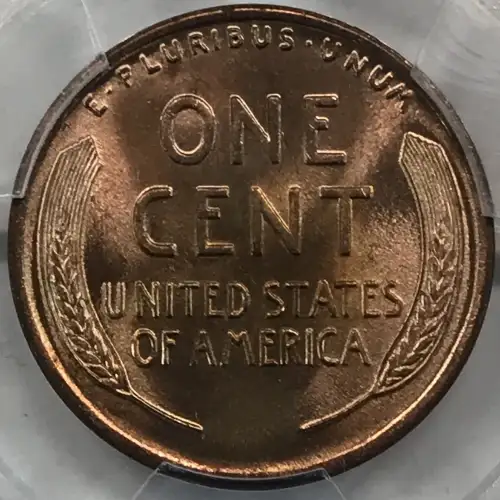 E·PLURIBUS·UNUM
ONE
CENT
UNITED STATES
OF AMERICA